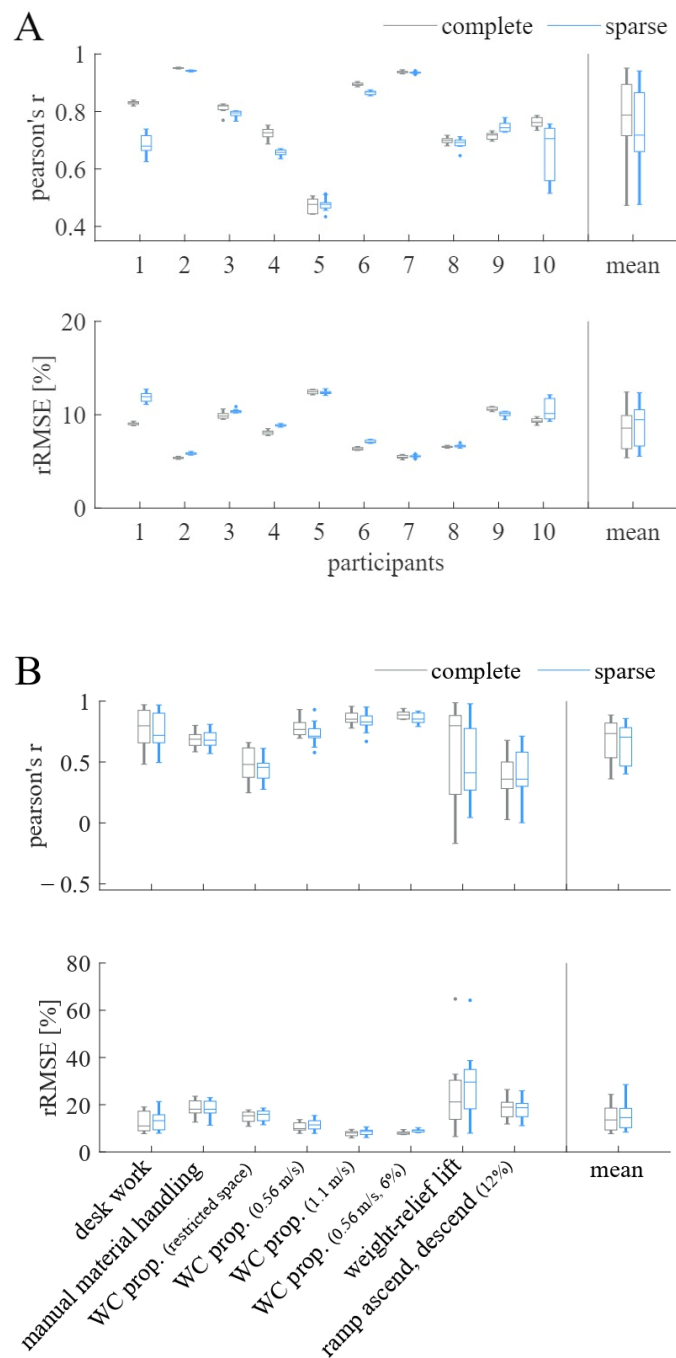 A
complete sparse
pearson's r
1
0.8
0.6
0.4
1 2 3 4 5 6 7 8 9 10 mean
rRMSE [%]
20
10
0
1 2 3 4 5 6 7 8 9 10 mean
participants
B
complete sparse
pearson's r
1
0.5
0
– 0.5
rRMSE [%]
80
60
40
20
0
desk work
manual material handling
WC prop. (restricted space)
WC prop. (0.56 m/s)
WC prop. (1.1 m/s)
WC prop. (0.56 m/s, 6%)
weight-relief lift
ramp ascend, descend (12%)
mean